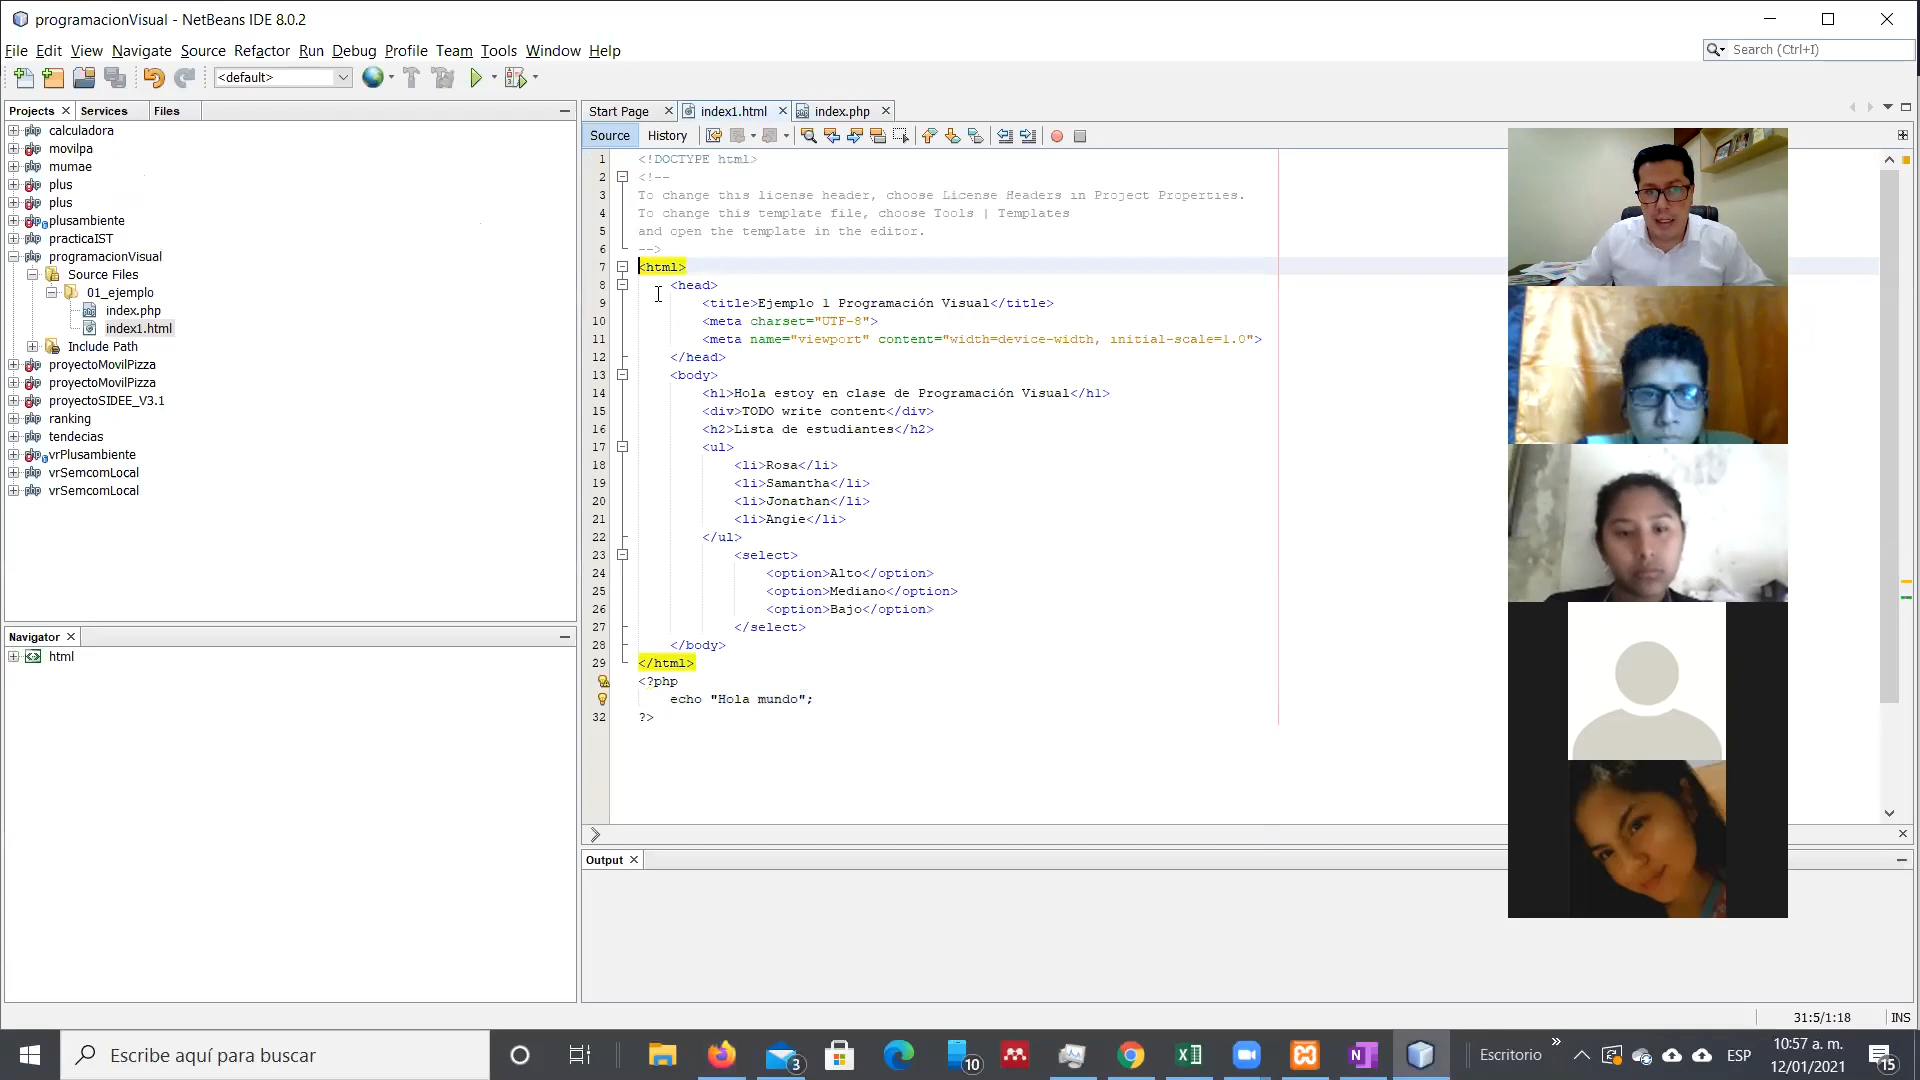 programacionVisual - NetBeans IDE 8.0.2
File Edit View Navigate Source Refactor Run Debug Profile Team Tools Window Help
Search (Ctrl+I)
<default>
Projects Services Files
calculadora
movilpa
mumae
plus
plus
plusambiente
practicaIST
programacionVisual
Source Files
01_ejemplo
index.php
index1.html
Include Path
proyectoMovilPizza
proyectoMovilPizza
proyectoSIDEE_V3.1
ranking
tendecias
vrPlusambiente
vrSemcomLocal
vrSemcomLocal
Navigator
html
Start Page index1.html index.php
Source History
1 <!DOCTYPE html>
2 <!--
3 To change this license header, choose License Headers in Project Properties.
4 To change this template file, choose Tools | Templates
5 and open the template in the editor.
6 -->
7 <html>
8 <head>
9 <title>Ejemplo 1 Programación Visual</title>
10 <meta charset="UTF-8">
11 <meta name="viewport" content="width=device-width, initial-scale=1.0">
12 </head>
13 <body>
14 <h1>Hola estoy en clase de Programación Visual</h1>
15 <div>TODO write content</div>
16 <h2>Lista de estudiantes</h2>
17 <ul>
18 <li>Rosa</li>
19 <li>Samantha</li>
20 <li>Jonathan</li>
21 <li>Angie</li>
22 </ul>
23 <select>
24 <option>Alto</option>
25 <option>Mediano</option>
26 <option>Bajo</option>
27 </select>
28 </body>
29 </html>
<?php
echo "Hola mundo";
32 ?>
Output
31:5/1:18 INS
Escribe aquí para buscar
3
10
Escritorio
ESP
10:57 a. m.
12/01/2021
15